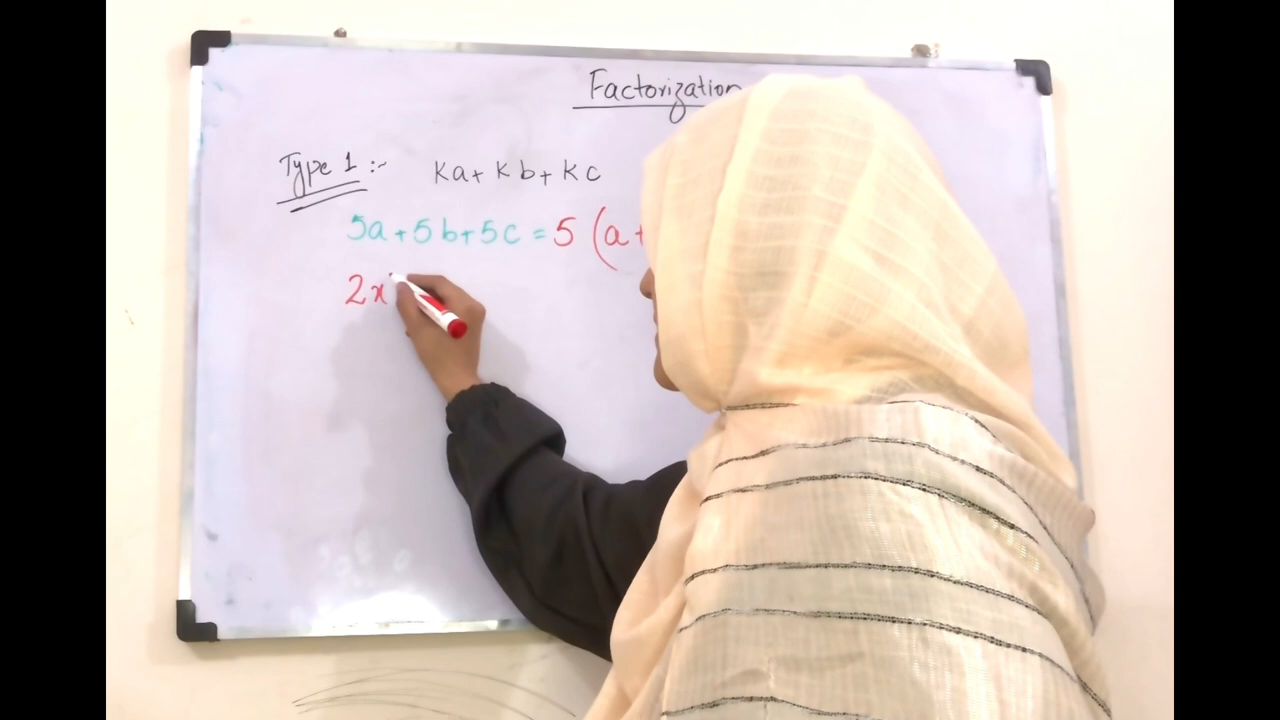 Factorization
Type 1 :-
Ka + Kb + Kc
5a + 5b + 5c = 5 (a +
2x